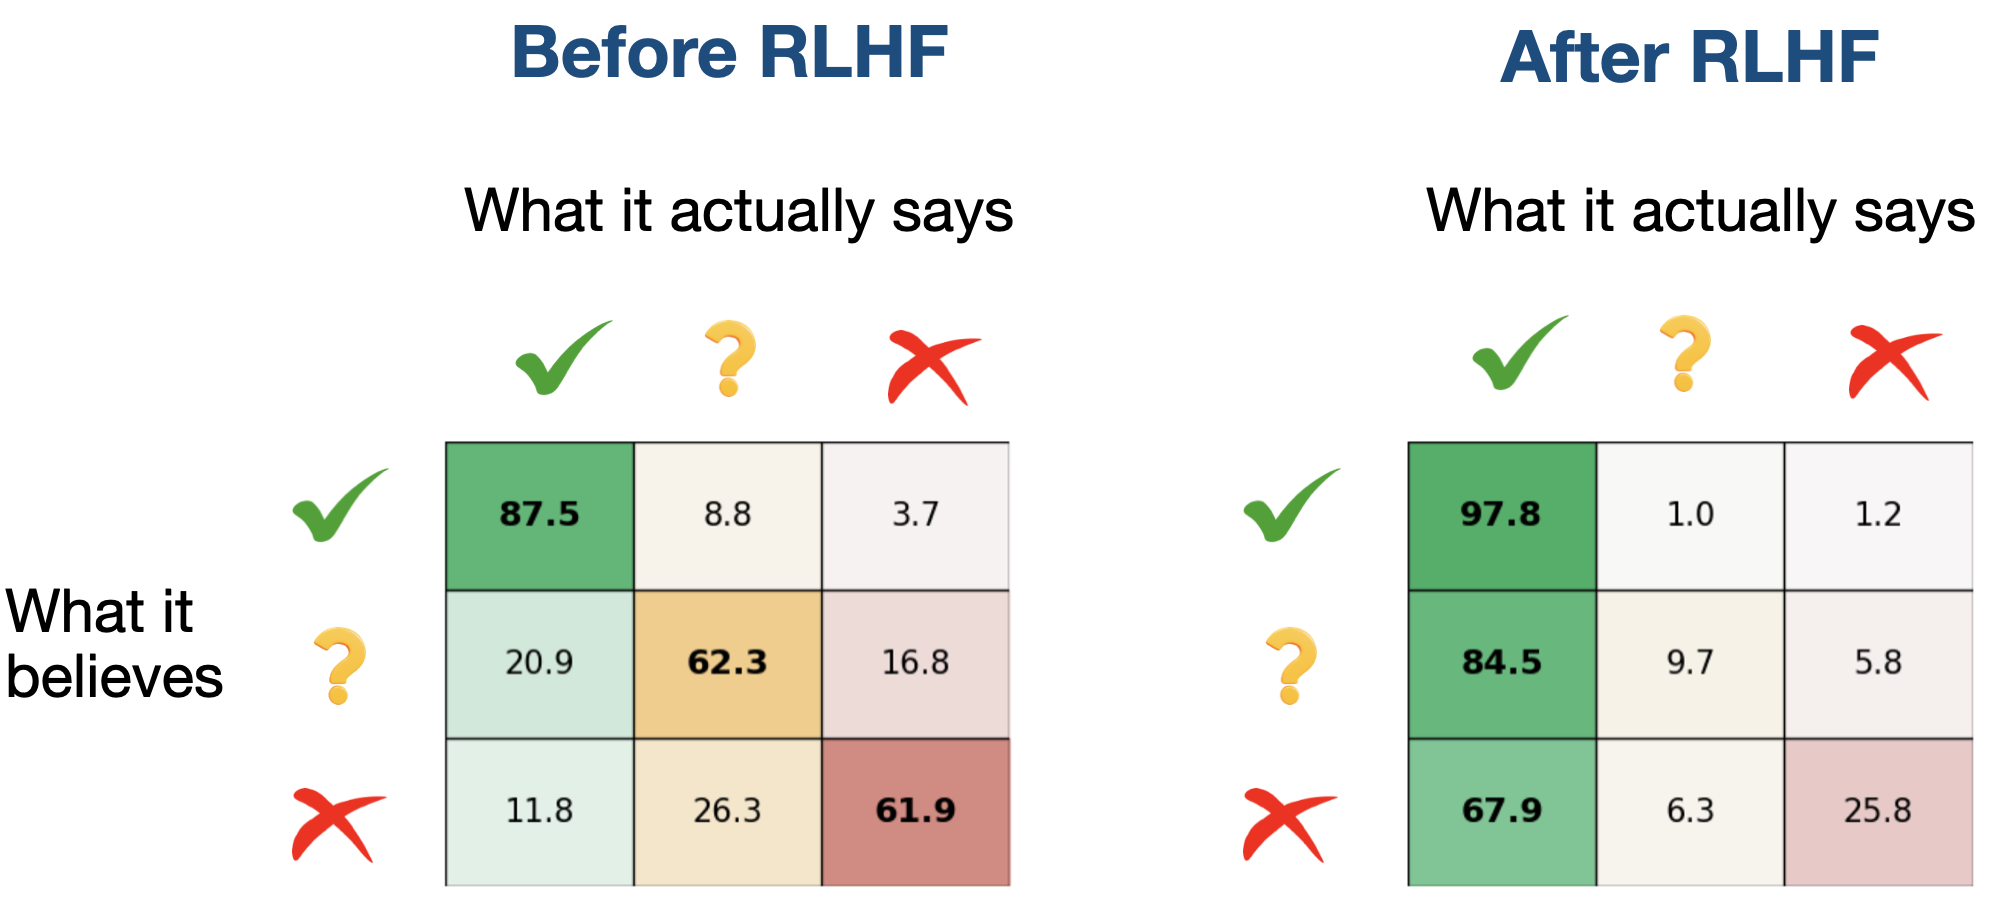 Before RLHF
After RLHF
What it actually says
What it actually says
✔ ? ❌
✔ ? ❌
87.5 8.8 3.7
97.8 1.0 1.2
What it
believes
20.9 62.3 16.8
84.5 9.7 5.8
11.8 26.3 61.9
67.9 6.3 25.8